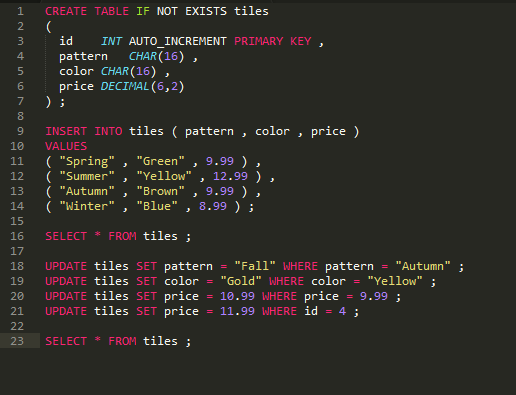 1 CREATE TABLE IF NOT EXISTS tiles
2 (
3 id INT AUTO_INCREMENT PRIMARY KEY ,
4 pattern CHAR(16) ,
5 color CHAR(16) ,
6 price DECIMAL(6,2)
7 ) ;
8
9 INSERT INTO tiles ( pattern , color , price )
10 VALUES
11 ( "Spring" , "Green" , 9.99 ) ,
12 ( "Summer" , "Yellow" , 12.99 ) ,
13 ( "Autumn" , "Brown" , 9.99 ) ,
14 ( "Winter" , "Blue" , 8.99 ) ;
15
16 SELECT * FROM tiles ;
17
18 UPDATE tiles SET pattern = "Fall" WHERE pattern = "Autumn" ;
19 UPDATE tiles SET color = "Gold" WHERE color = "Yellow" ;
20 UPDATE tiles SET price = 10.99 WHERE price = 9.99 ;
21 UPDATE tiles SET price = 11.99 WHERE id = 4 ;
22
23 SELECT * FROM tiles ;